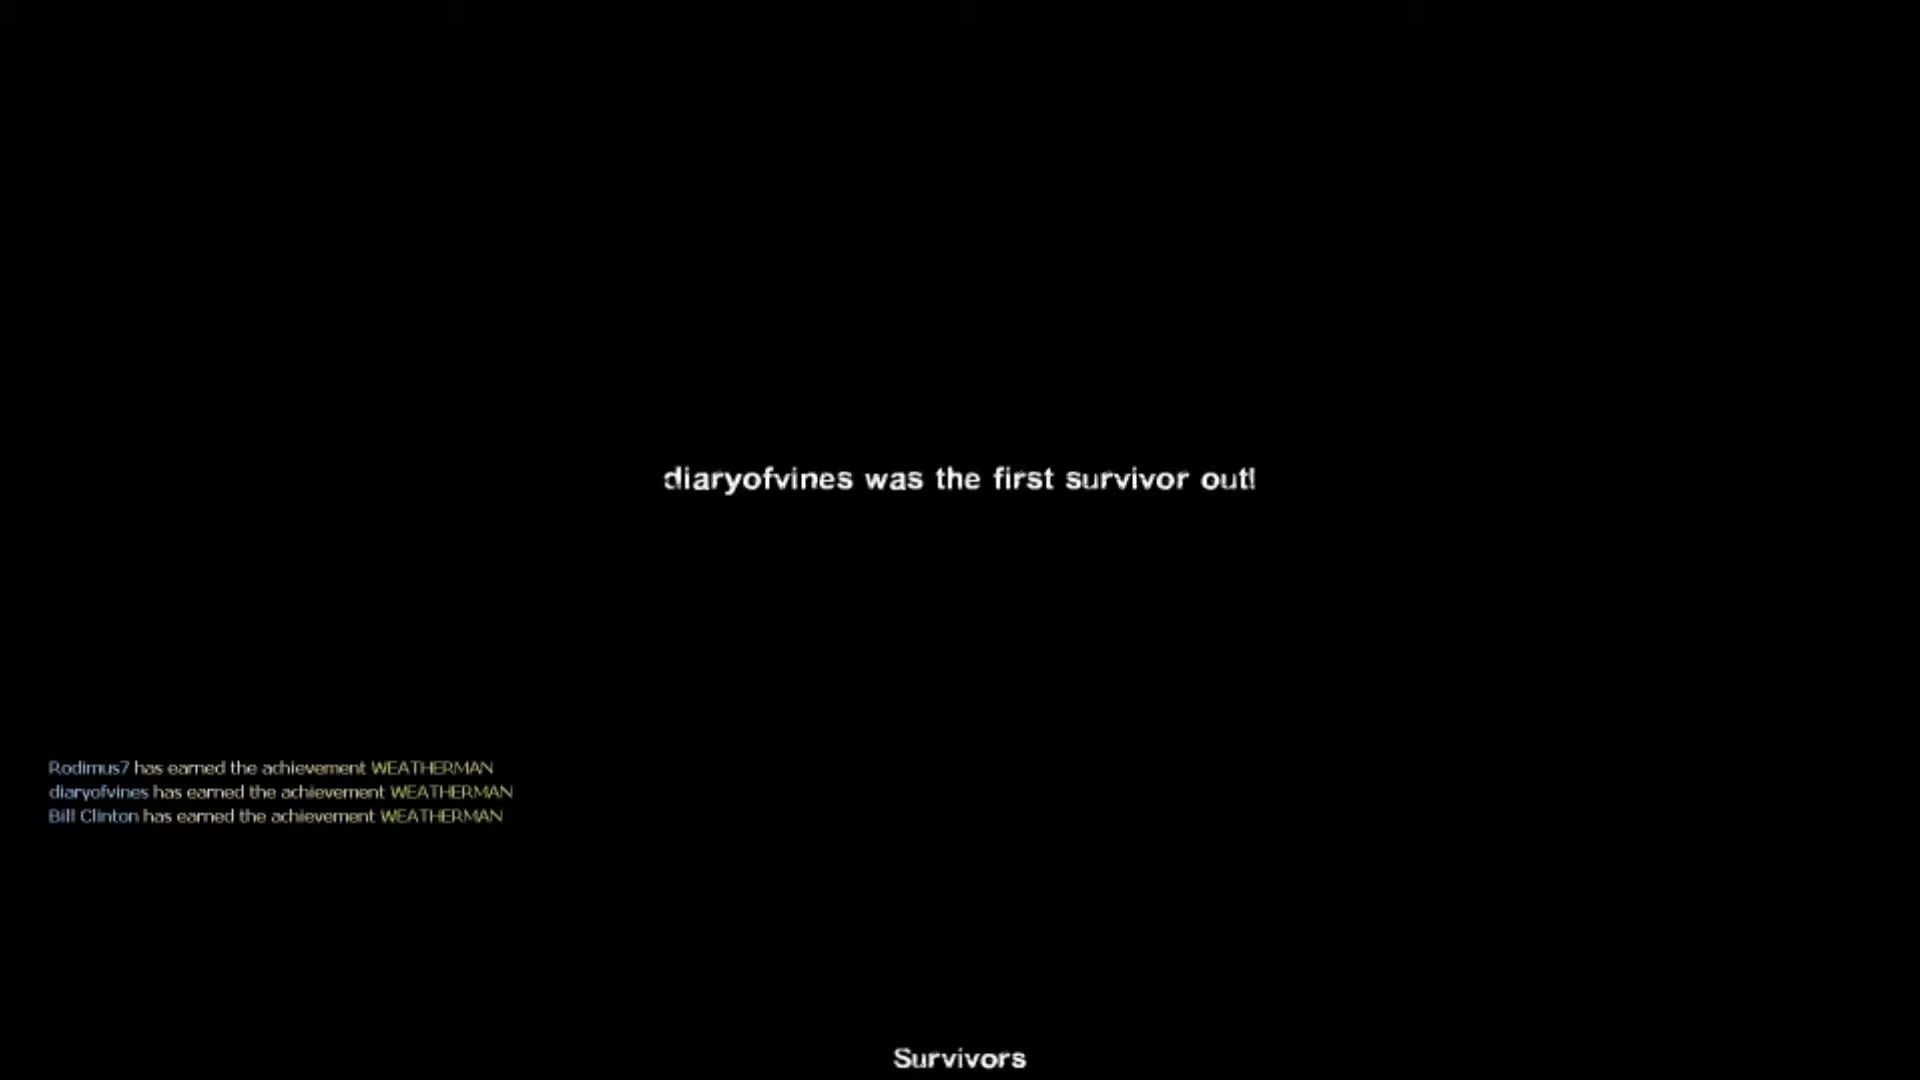 diaryofvines was the first survivor out!
Rodimus7 has earned the achievement WEATHERMAN
diaryofvines has earned the achievement WEATHERMAN
Bill Clinton has earned the achievement WEATHERMAN
Survivors